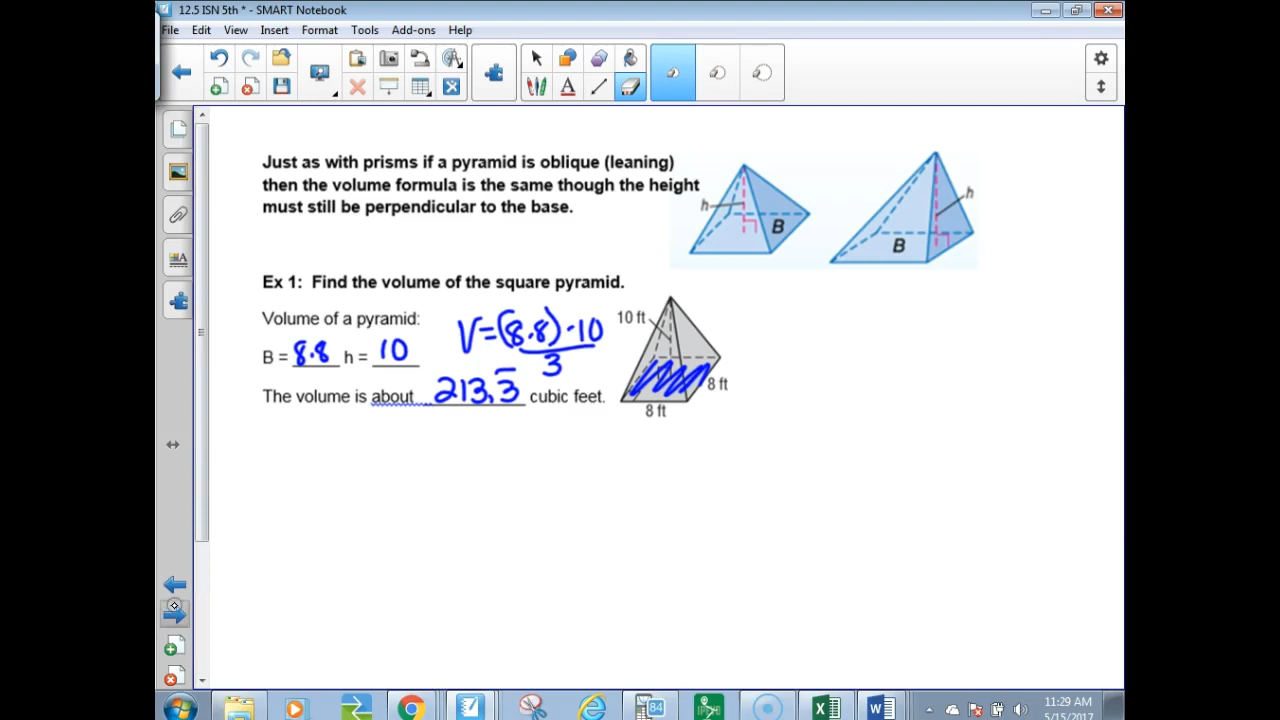 12.5 ISN 5th * - SMART Notebook
File Edit View Insert Format Tools Add-ons Help
Just as with prisms if a pyramid is oblique (leaning)
then the volume formula is the same though the height
must still be perpendicular to the base.
h
B
h
B
Ex 1: Find the volume of the square pyramid.
Volume of a pyramid:
B = 8·8 h = 10
V = (8·8)·10
3
The volume is about 213.3̅ cubic feet.
10 ft
8 ft
8 ft
84
11:29 AM
5/15/2017